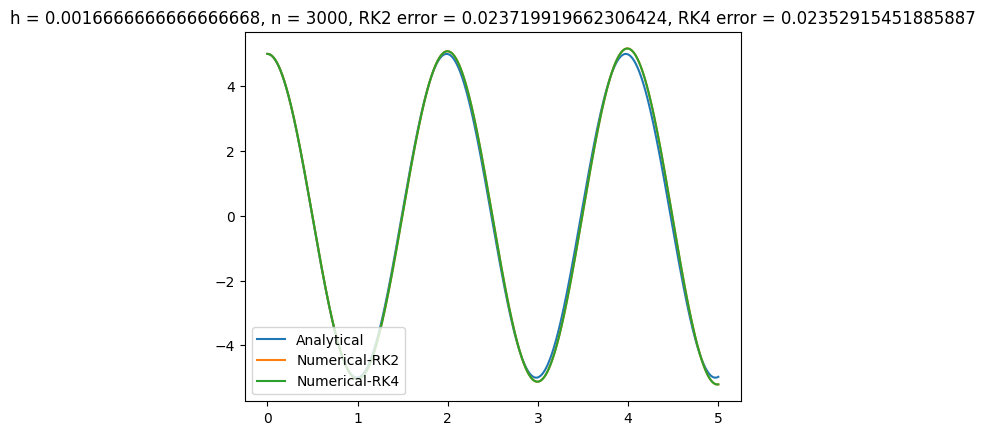 h = 0.0016666666666666668, n = 3000, RK2 error = 0.023719919662306424, RK4 error = 0.02352915451885887
4
2
0
−2
−4
Analytical
Numerical-RK2
Numerical-RK4
0 1 2 3 4 5